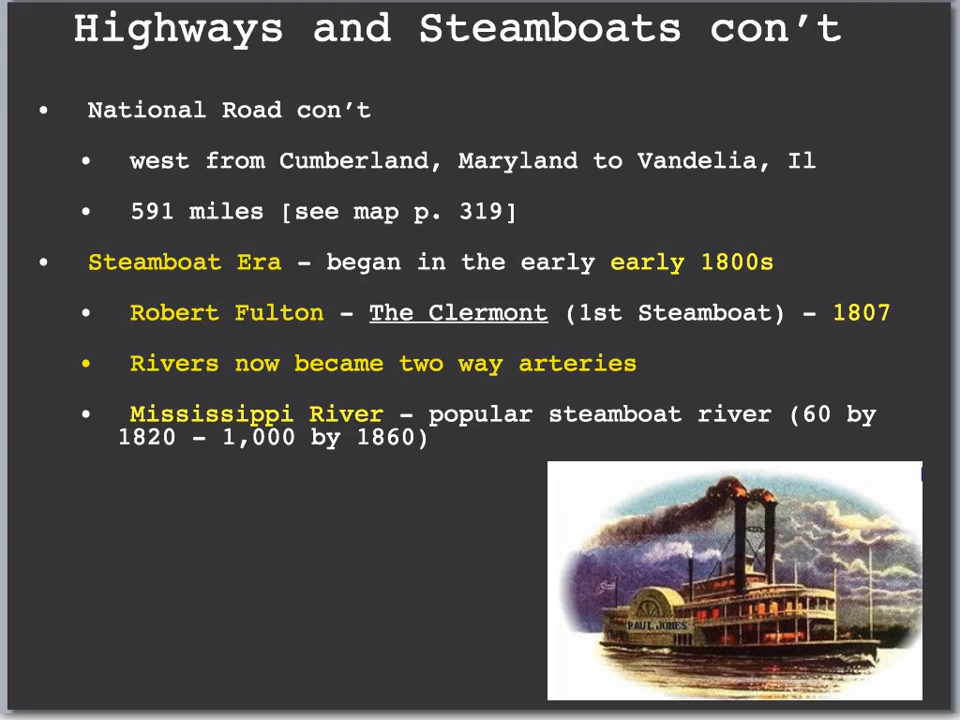 Highways and Steamboats con’t
• National Road con’t
• west from Cumberland, Maryland to Vandelia, Il
• 591 miles [see map p. 319]
• Steamboat Era – began in the early early 1800s
• Robert Fulton – The Clermont (1st Steamboat) – 1807
• Rivers now became two way arteries
• Mississippi River – popular steamboat river (60 by
1820 – 1,000 by 1860)
PAUL JONES